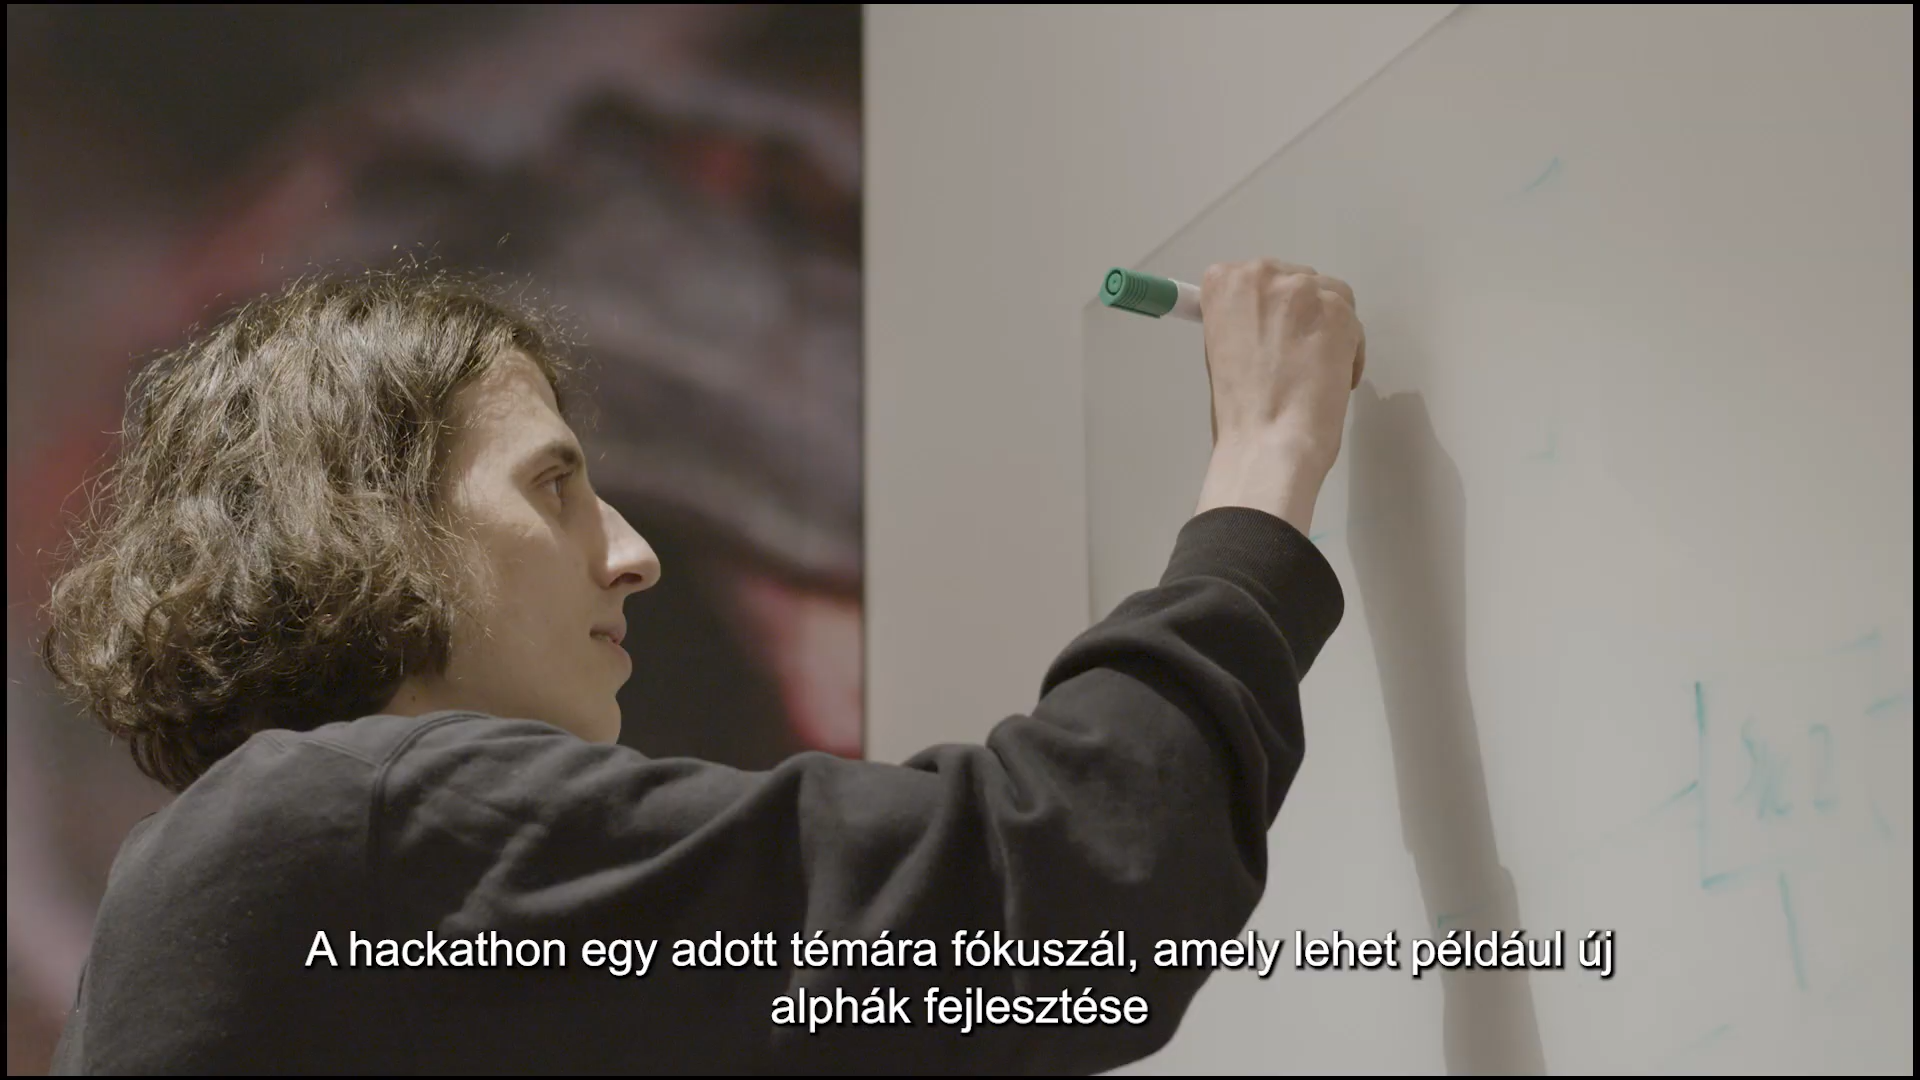 A hackathon egy adott témára fókuszál, amely lehet például új
alphák fejlesztése